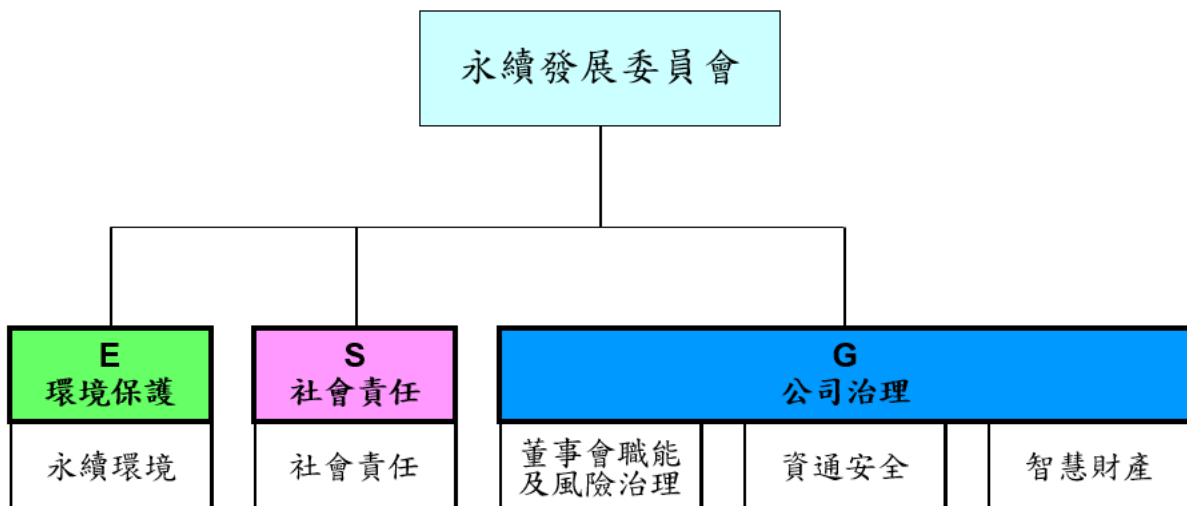 永續發展委員會
E
環境保護
S
社會責任
G
公司治理
永續環境
社會責任
董事會職能
及風險治理
資通安全
智慧財產